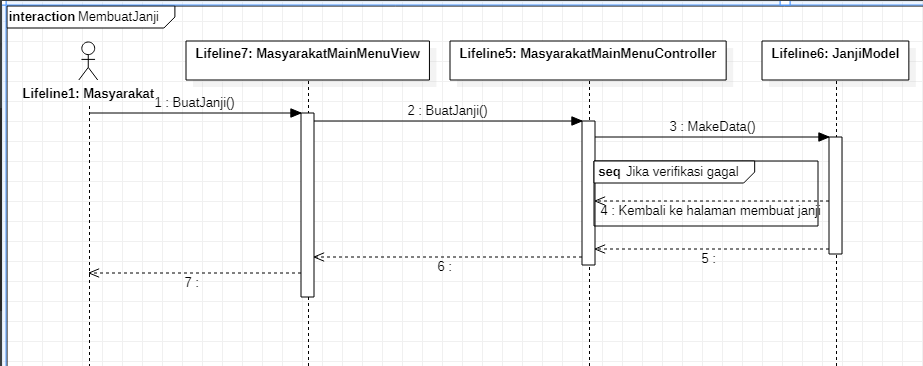 interaction MembuatJanji
Lifeline1: Masyarakat
Lifeline7: MasyarakatMainMenuView
Lifeline5: MasyarakatMainMenuController
Lifeline6: JanjiModel
1 : BuatJanji()
2 : BuatJanji()
3 : MakeData()
seq Jika verifikasi gagal
4 : Kembali ke halaman membuat janji
5 :
6 :
7 :